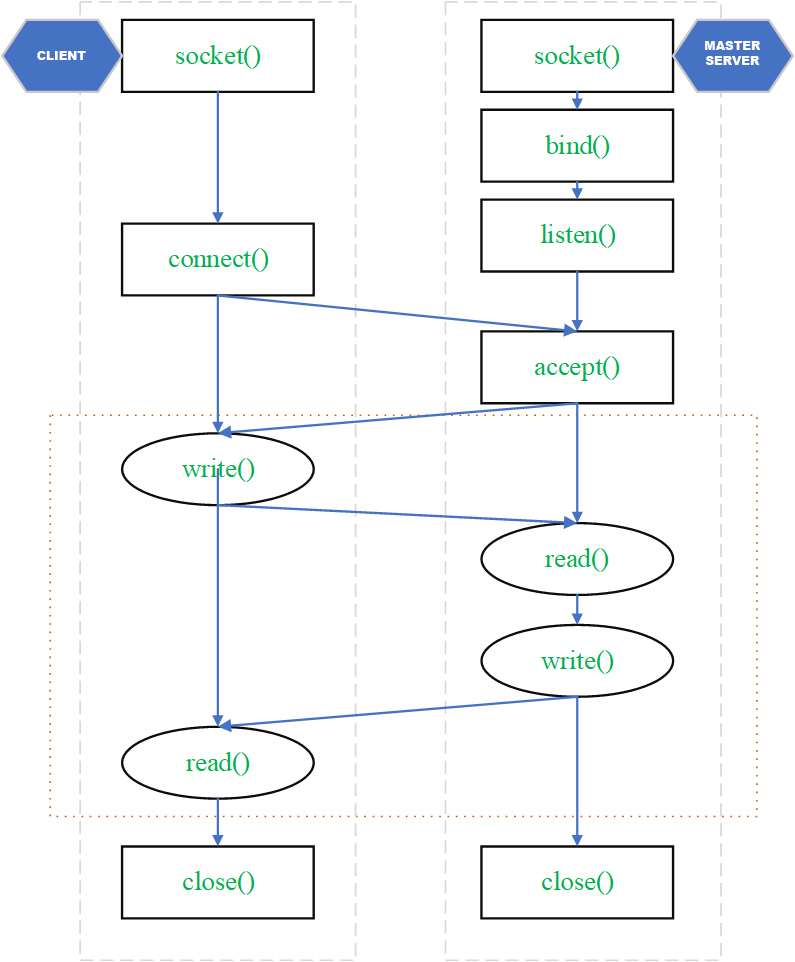 CLIENT
socket()
socket()
MASTER
SERVER
bind()
listen()
connect()
accept()
write()
read()
write()
read()
close()
close()